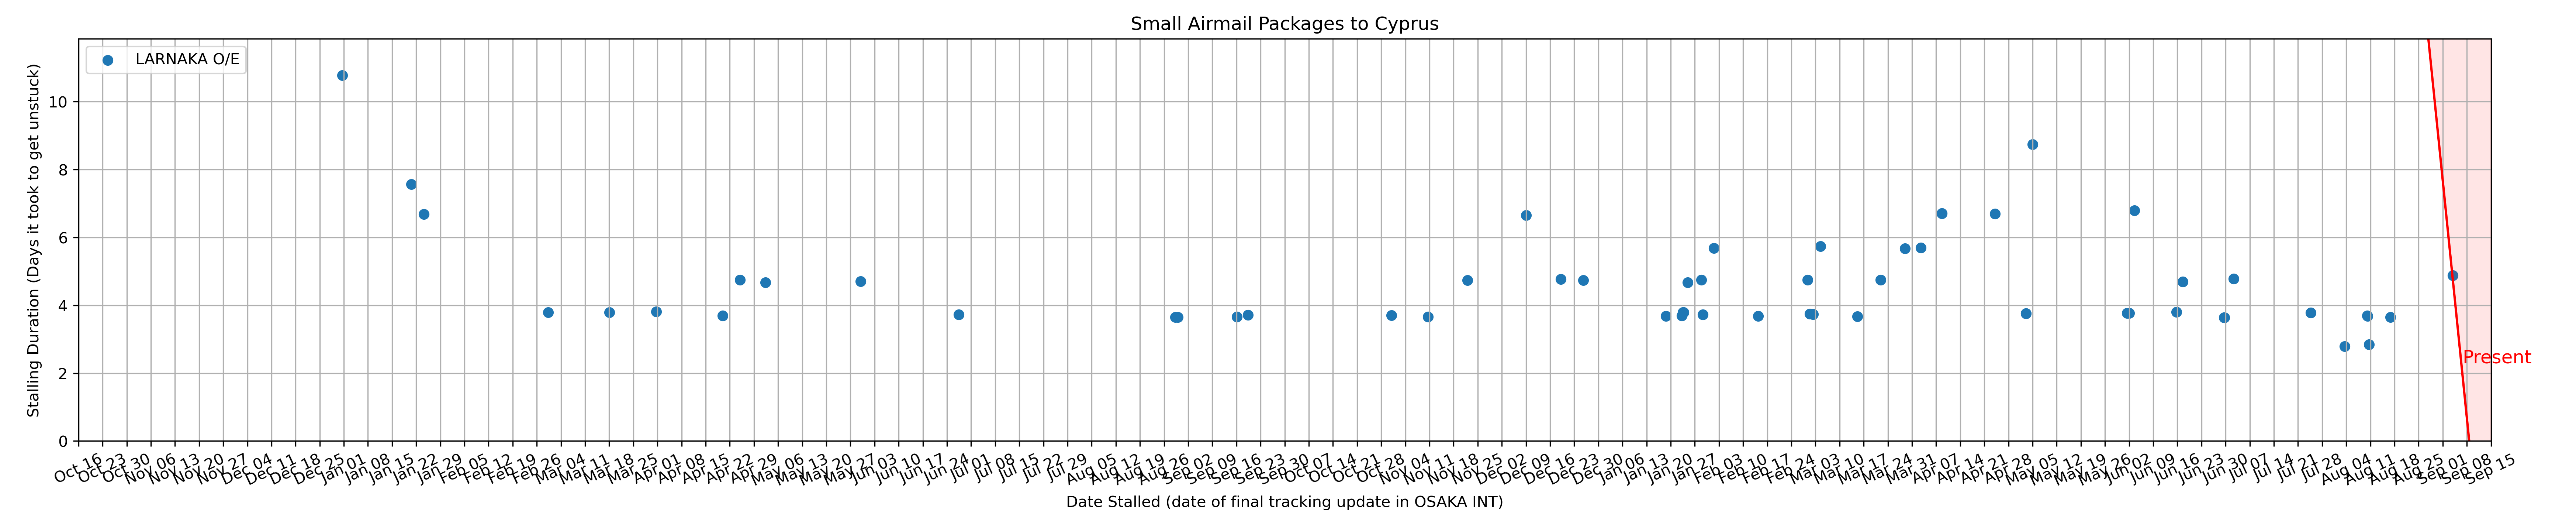 Small Airmail Packages to Cyprus
LARNAKA O/E
Stalling Duration (Days it took to get unstuck)
10
8
6
4
2
0
Present
Oct 16
Oct 23
Oct 30
Nov 06
Nov 13
Nov 20
Nov 27
Dec 04
Dec 11
Dec 18
Dec 25
Jan 01
Jan 08
Jan 15
Jan 22
Jan 29
Feb 05
Feb 12
Feb 19
Feb 26
Mar 04
Mar 11
Mar 18
Mar 25
Apr 01
Apr 08
Apr 15
Apr 22
Apr 29
May 06
May 13
May 20
May 27
Jun 03
Jun 10
Jun 17
Jun 24
Jul 01
Jul 08
Jul 15
Jul 22
Jul 29
Aug 05
Aug 12
Aug 19
Aug 26
Sep 02
Sep 09
Sep 16
Sep 23
Sep 30
Oct 07
Oct 14
Oct 21
Oct 28
Nov 04
Nov 11
Nov 18
Nov 25
Dec 02
Dec 09
Dec 16
Dec 23
Dec 30
Jan 06
Jan 13
Jan 20
Jan 27
Feb 03
Feb 10
Feb 17
Feb 24
Mar 03
Mar 10
Mar 17
Mar 24
Mar 31
Apr 07
Apr 14
Apr 21
Apr 28
May 05
May 12
May 19
May 26
Jun 02
Jun 09
Jun 16
Jun 23
Jun 30
Jul 07
Jul 14
Jul 21
Jul 28
Aug 04
Aug 11
Aug 18
Aug 25
Sep 01
Sep 08
Sep 15
Date Stalled (date of final tracking update in OSAKA INT)